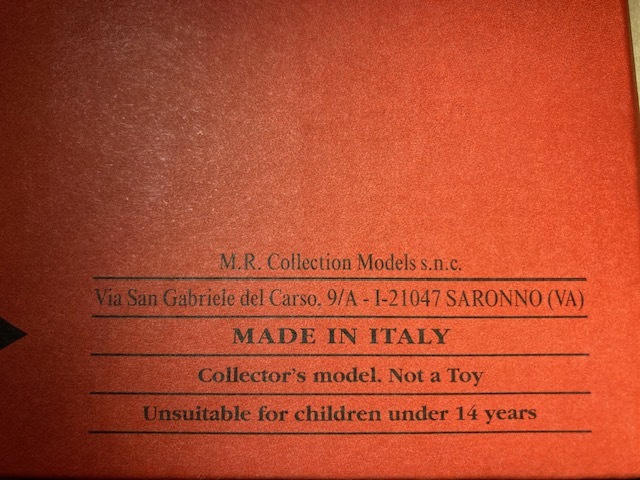 M.R. Collection Models s.n.c.
Via San Gabriele del Carso, 9/A - I-21047 SARONNO (VA)
MADE IN ITALY
Collector's model. Not a Toy
Unsuitable for children under 14 years